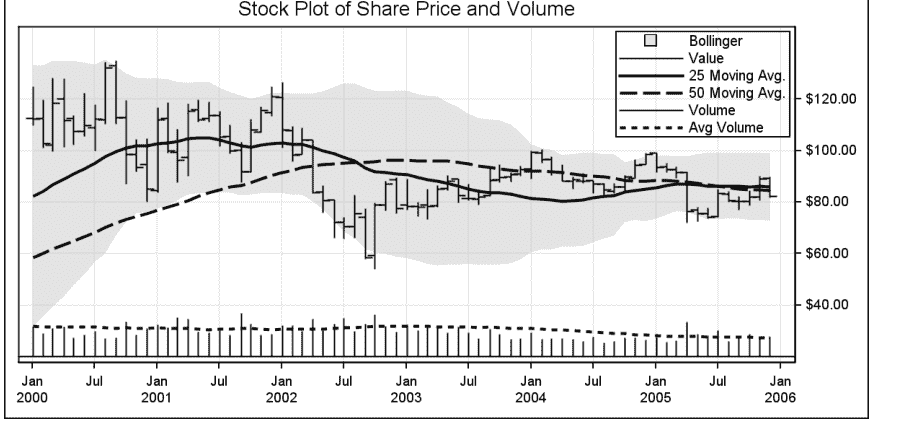 Stock Plot of Share Price and Volume
Bollinger
Value
25 Moving Avg.
50 Moving Avg.
Volume
Avg Volume
$120.00
$100.00
$80.00
$60.00
$40.00
Jan Jul Jan Jul Jan Jul Jan Jul Jan Jul Jan Jul Jan
2000 2001 2002 2003 2004 2005 2006